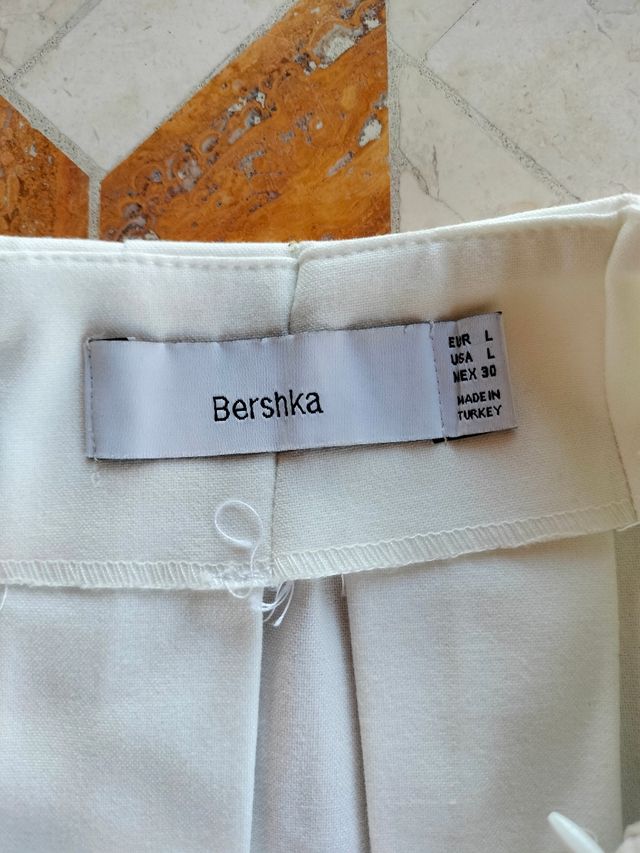 Bershka
EUR L
USA L
MEX 30
MADE IN
TURKEY